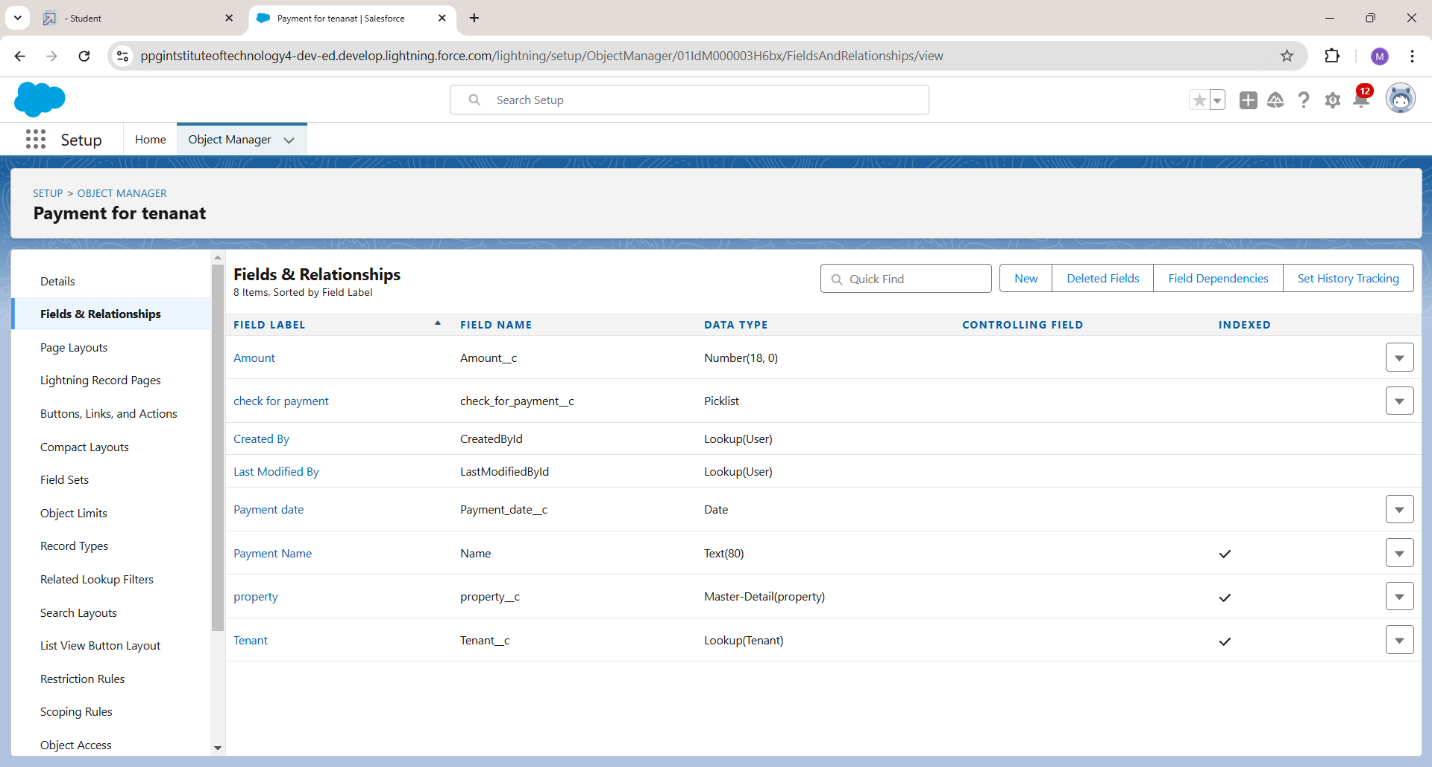 - Student
Payment for tenanat | Salesforce
ppgintstituteoftechnology4-dev-ed.develop.lightning.force.com/lightning/setup/ObjectManager/01IdM000003H6bx/FieldsAndRelationships/view
M
Search Setup
12
Setup Home Object Manager
SETUP > OBJECT MANAGER
Payment for tenanat
Details
Fields & Relationships
Page Layouts
Lightning Record Pages
Buttons, Links, and Actions
Compact Layouts
Field Sets
Object Limits
Record Types
Related Lookup Filters
Search Layouts
List View Button Layout
Restriction Rules
Scoping Rules
Object Access
Fields & Relationships
8 Items, Sorted by Field Label
Quick Find
New Deleted Fields Field Dependencies Set History Tracking
FIELD LABEL FIELD NAME DATA TYPE CONTROLLING FIELD INDEXED
Amount Amount__c Number(18, 0)
check for payment check_for_payment__c Picklist
Created By CreatedById Lookup(User)
Last Modified By LastModifiedById Lookup(User)
Payment date Payment_date__c Date
Payment Name Name Text(80)
property property__c Master-Detail(property)
Tenant Tenant__c Lookup(Tenant)